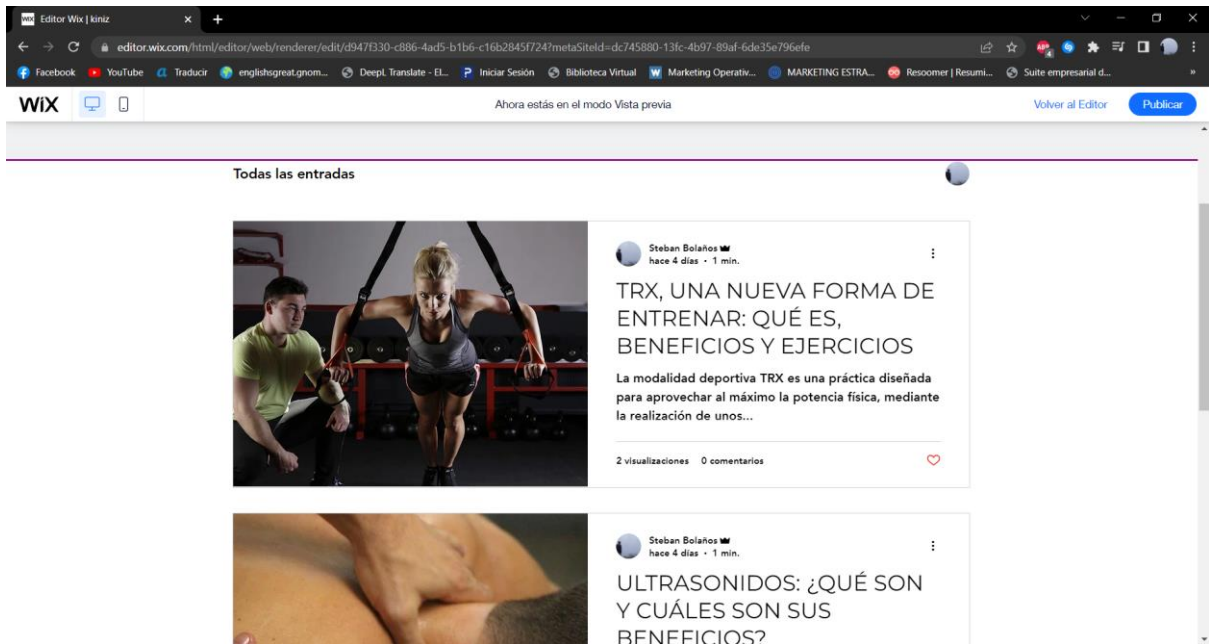 Editor Wix | kiniz
editor.wix.com/html/editor/web/renderer/edit/d947f330-c886-4ad5-b1b6-c16b2845f724?metaSiteId=dc745880-13fc-4b97-89af-6de35e796efe
Facebook YouTube Traducir englishsgreat.gnom... DeepL Translate - El... Iniciar Sesión Biblioteca Virtual Marketing Operativ... MARKETING ESTRA... Resoomer | Resumi... Suite empresarial d... »
WiX Ahora estás en el modo Vista previa Volver al Editor Publicar
Todas las entradas
Steban Bolaños
hace 4 días · 1 min.
TRX, UNA NUEVA FORMA DE
ENTRENAR: QUÉ ES,
BENEFICIOS Y EJERCICIOS
La modalidad deportiva TRX es una práctica diseñada
para aprovechar al máximo la potencia física, mediante
la realización de unos...
2 visualizaciones 0 comentarios
Steban Bolaños
hace 4 días · 1 min.
ULTRASONIDOS: ¿QUÉ SON
Y CUÁLES SON SUS
BENEFICIOS?